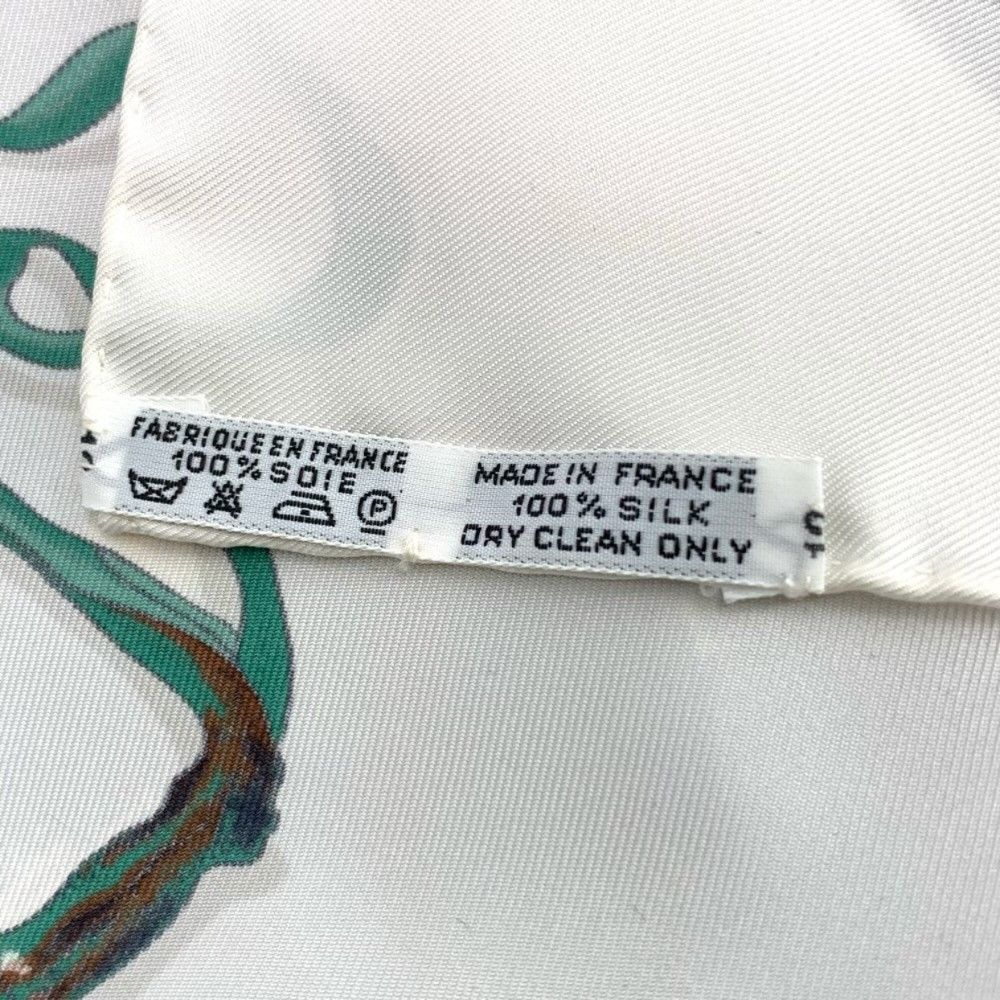 FABRIQUE EN FRANCE
100% SOIE
P
MADE IN FRANCE
100% SILK
DRY CLEAN ONLY